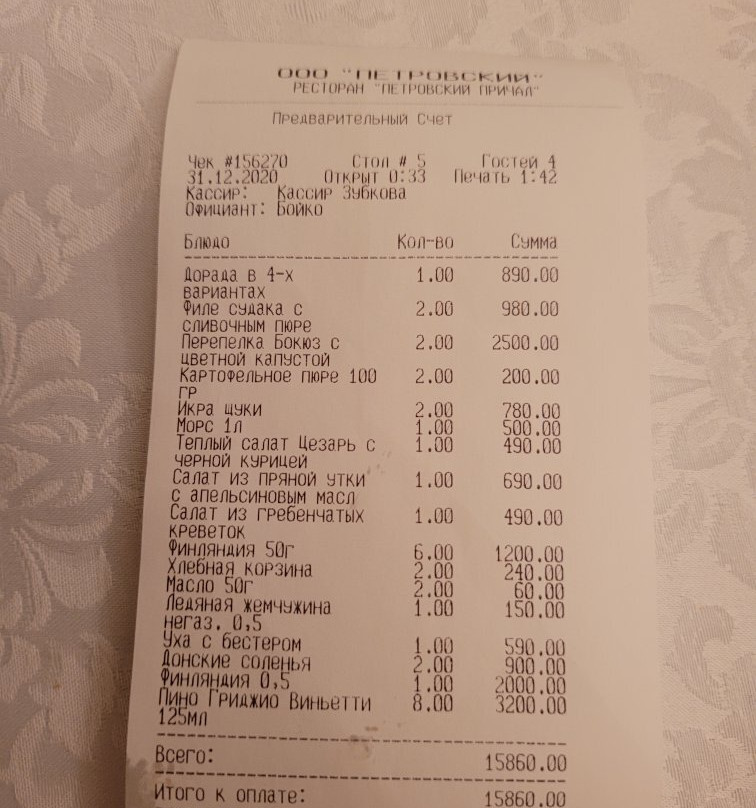 ООО "ПЕТРОВСКИЙ"
РЕСТОРАН "ПЕТРОВСКИЙ ПРИЧАЛ"
Предварительный Счет
Чек #156270 Стол # 5 Гостей 4
31.12.2020 Открыт 0:33 Печать 1:42
Кассир: Кассир Зубкова
Официант: Бойко
Блюдо Кол-во Сумма
Дорада в 4-х 1.00 890.00
вариантах
Филе судака с 2.00 980.00
сливочным пюре
Перепелка Бокюз с 2.00 2500.00
цветной капустой
Картофельное пюре 100 2.00 200.00
гр
Икра щуки 2.00 780.00
Морс 1л 1.00 500.00
Теплый салат Цезарь с 1.00 490.00
черной курицей
Салат из пряной утки 1.00 690.00
с апельсиновым масл
Салат из гребенчатых 1.00 490.00
креветок
Финляндия 50г 6.00 1200.00
Хлебная корзина 2.00 240.00
Масло 50г 2.00 60.00
Ледяная жемчужина 1.00 150.00
негаз. 0,5
Уха с бестером 1.00 590.00
Донские соленья 2.00 900.00
Финляндия 0,5 1.00 2000.00
Пино Гриджио Виньетти 8.00 3200.00
125мл
Всего: 15860.00
Итого к оплате: 15860.00